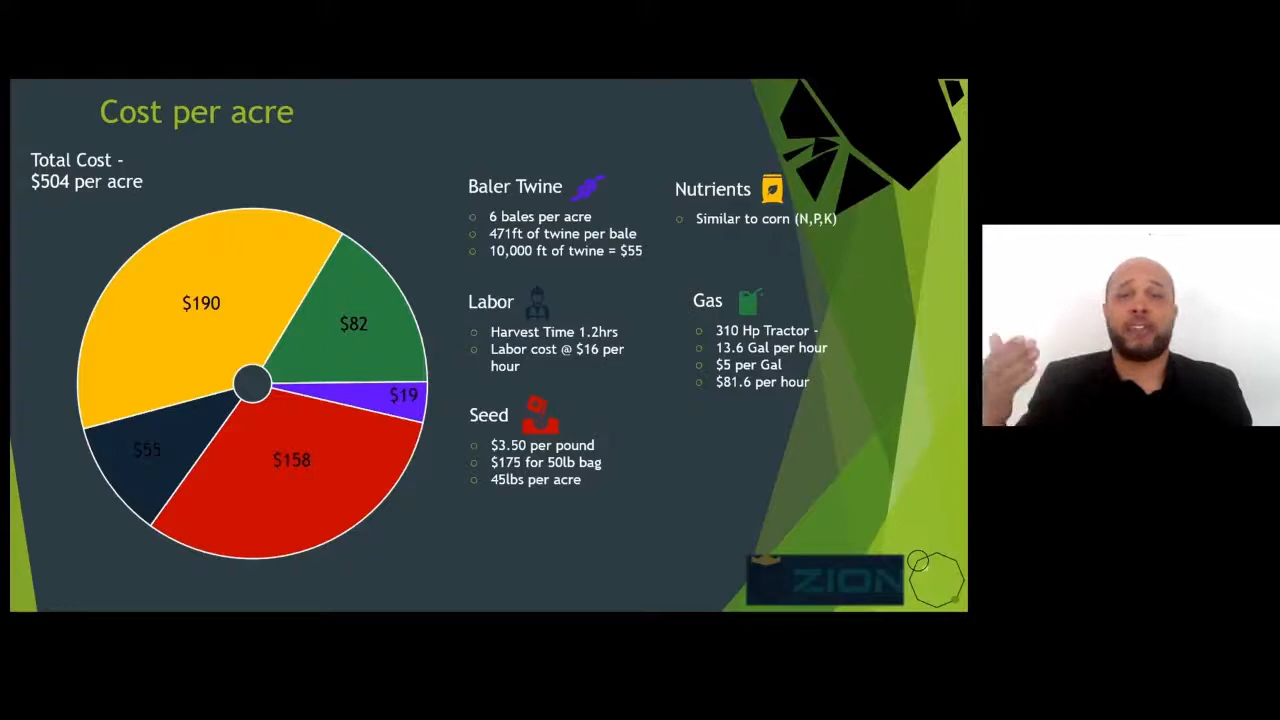 Cost per acre
Total Cost -
$504 per acre
$190
$82
$19
$55
$158
Baler Twine
6 bales per acre
471ft of twine per bale
10,000 ft of twine = $55
Labor
Harvest Time 1.2hrs
Labor cost @ $16 per
hour
Seed
$3.50 per pound
$175 for 50lb bag
45lbs per acre
Nutrients
Similar to corn (N,P,K)
Gas
310 Hp Tractor -
13.6 Gal per hour
$5 per Gal
$81.6 per hour
ZION